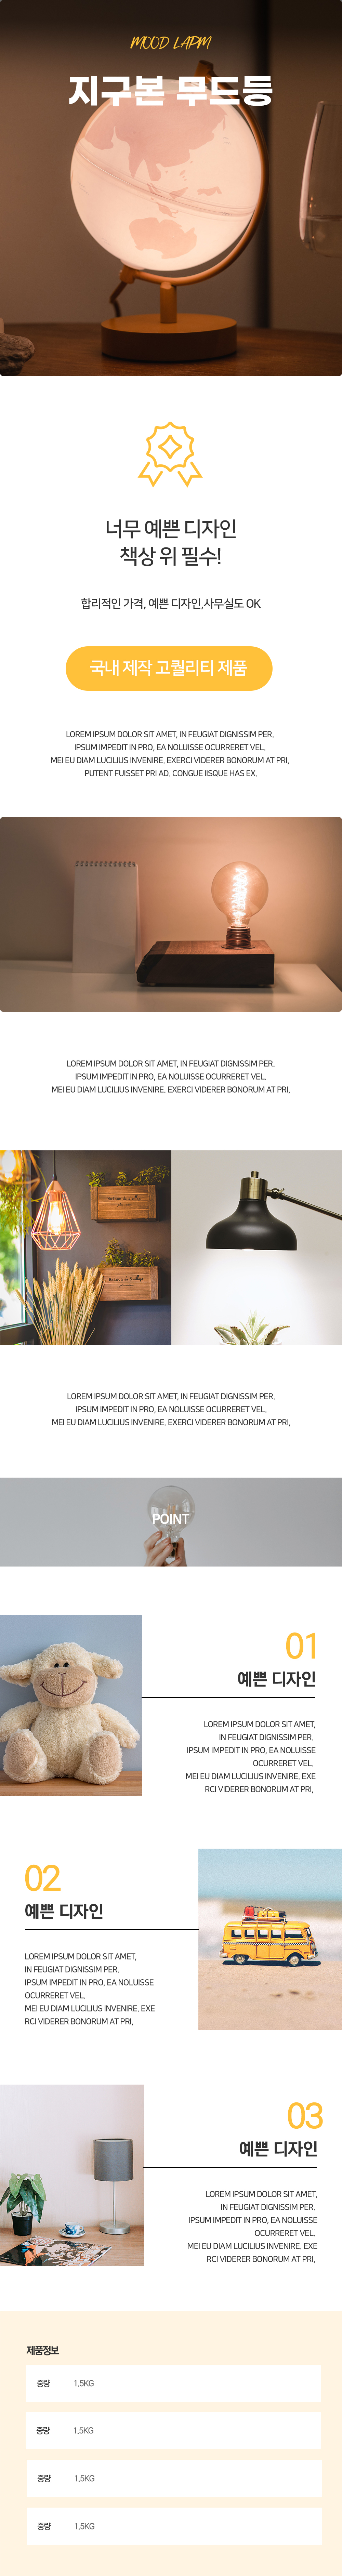 MOOD LAPM
지구본 무드등
너무 예쁜 디자인
책상 위 필수!
합리적인 가격, 예쁜 디자인,사무실도 OK
국내 제작 고퀄리티 제품
LOREM IPSUM DOLOR SIT AMET, IN FEUGIAT DIGNISSIM PER.
IPSUM IMPEDIT IN PRO, EA NOLUISSE OCURRERET VEL.
MEI EU DIAM LUCILIUS INVENIRE. EXERCI VIDERER BONORUM AT PRI,
PUTENT FUISSET PRI AD. CONGUE IISQUE HAS EX.
LOREM IPSUM DOLOR SIT AMET, IN FEUGIAT DIGNISSIM PER.
IPSUM IMPEDIT IN PRO, EA NOLUISSE OCURRERET VEL.
MEI EU DIAM LUCILIUS INVENIRE. EXERCI VIDERER BONORUM AT PRI,
LOREM IPSUM DOLOR SIT AMET, IN FEUGIAT DIGNISSIM PER.
IPSUM IMPEDIT IN PRO, EA NOLUISSE OCURRERET VEL.
MEI EU DIAM LUCILIUS INVENIRE. EXERCI VIDERER BONORUM AT PRI,
POINT
01
예쁜 디자인
LOREM IPSUM DOLOR SIT AMET,
IN FEUGIAT DIGNISSIM PER.
IPSUM IMPEDIT IN PRO, EA NOLUISSE
OCURRERET VEL.
MEI EU DIAM LUCILIUS INVENIRE. EXE
RCI VIDERER BONORUM AT PRI,
02
예쁜 디자인
LOREM IPSUM DOLOR SIT AMET,
IN FEUGIAT DIGNISSIM PER.
IPSUM IMPEDIT IN PRO, EA NOLUISSE
OCURRERET VEL.
MEI EU DIAM LUCILIUS INVENIRE. EXE
RCI VIDERER BONORUM AT PRI,
03
예쁜 디자인
LOREM IPSUM DOLOR SIT AMET,
IN FEUGIAT DIGNISSIM PER.
IPSUM IMPEDIT IN PRO, EA NOLUISSE
OCURRERET VEL.
MEI EU DIAM LUCILIUS INVENIRE. EXE
RCI VIDERER BONORUM AT PRI,
제품정보
중량 1.5KG
중량 1.5KG
중량 1.5KG
중량 1.5KG